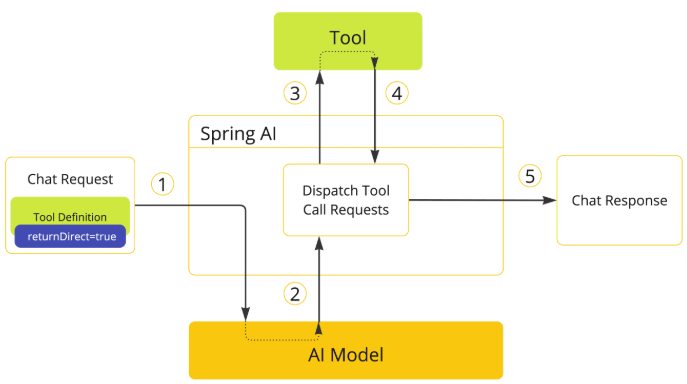 Tool
3
4
Spring AI
Chat Request
1
Tool Definition
returnDirect=true
Dispatch Tool
Call Requests
5
Chat Response
2
AI Model